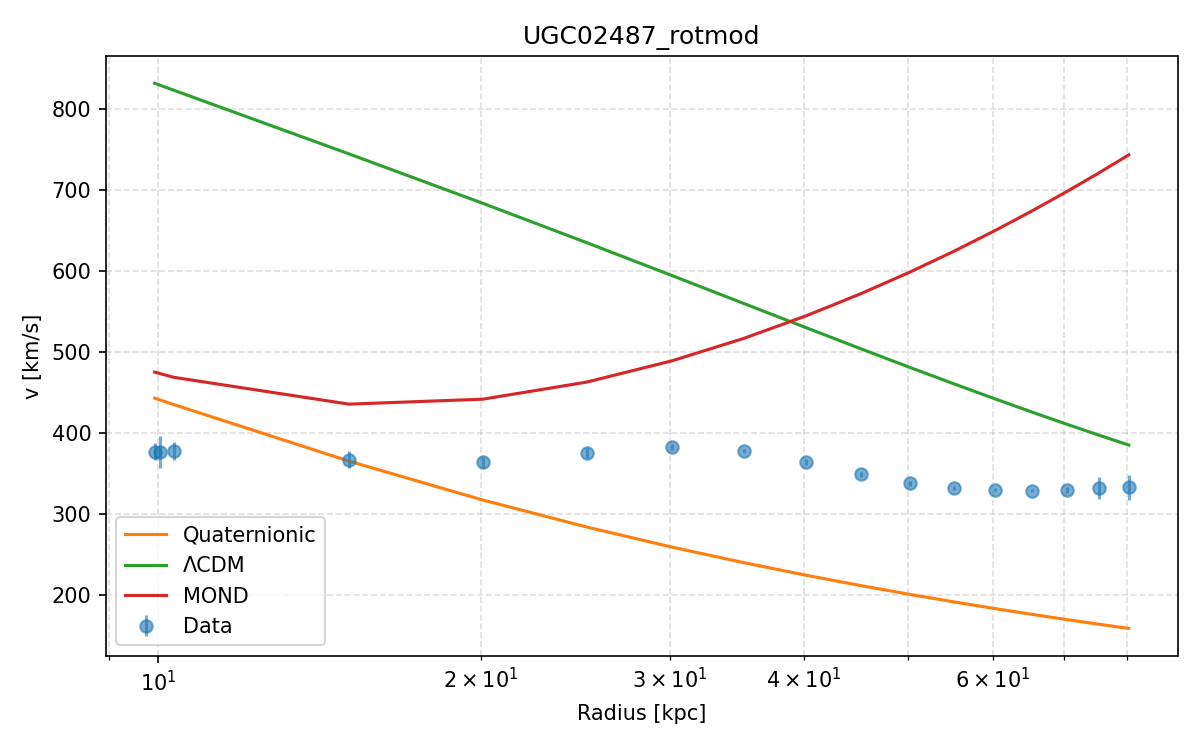 UGC02487_rotmod
800
700
600
500
400
300
200
v [km/s]
Quaternionic
ΛCDM
MOND
Data
10¹
2 × 10¹
3 × 10¹
4 × 10¹
6 × 10¹
Radius [kpc]